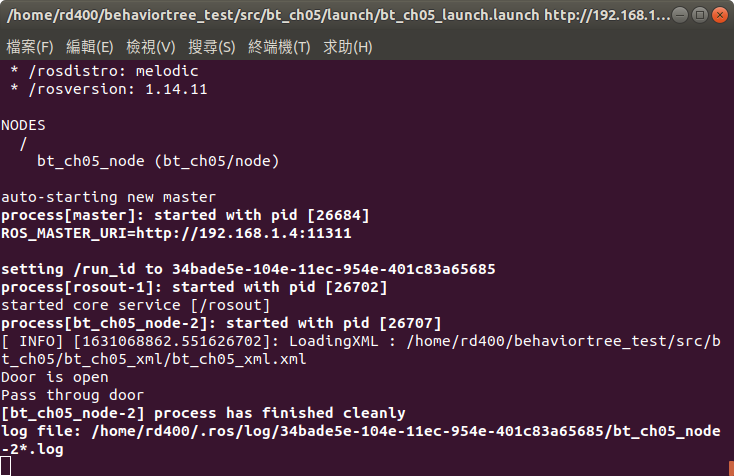 /home/rd400/behaviortree_test/src/bt_ch05/launch/bt_ch05_launch.launch http://192.168.1...
檔案(F) 編輯(E) 檢視(V) 搜尋(S) 終端機(T) 求助(H)
* /rosdistro: melodic
* /rosversion: 1.14.11
NODES
/
bt_ch05_node (bt_ch05/node)
auto-starting new master
process[master]: started with pid [26684]
ROS_MASTER_URI=http://192.168.1.4:11311
setting /run_id to 34bade5e-104e-11ec-954e-401c83a65685
process[rosout-1]: started with pid [26702]
started core service [/rosout]
process[bt_ch05_node-2]: started with pid [26707]
[ INFO] [1631068862.551626702]: LoadingXML : /home/rd400/behaviortree_test/src/b
t_ch05/bt_ch05_xml/bt_ch05_xml.xml
Door is open
Pass throug door
[bt_ch05_node-2] process has finished cleanly
log file: /home/rd400/.ros/log/34bade5e-104e-11ec-954e-401c83a65685/bt_ch05_node
-2*.log